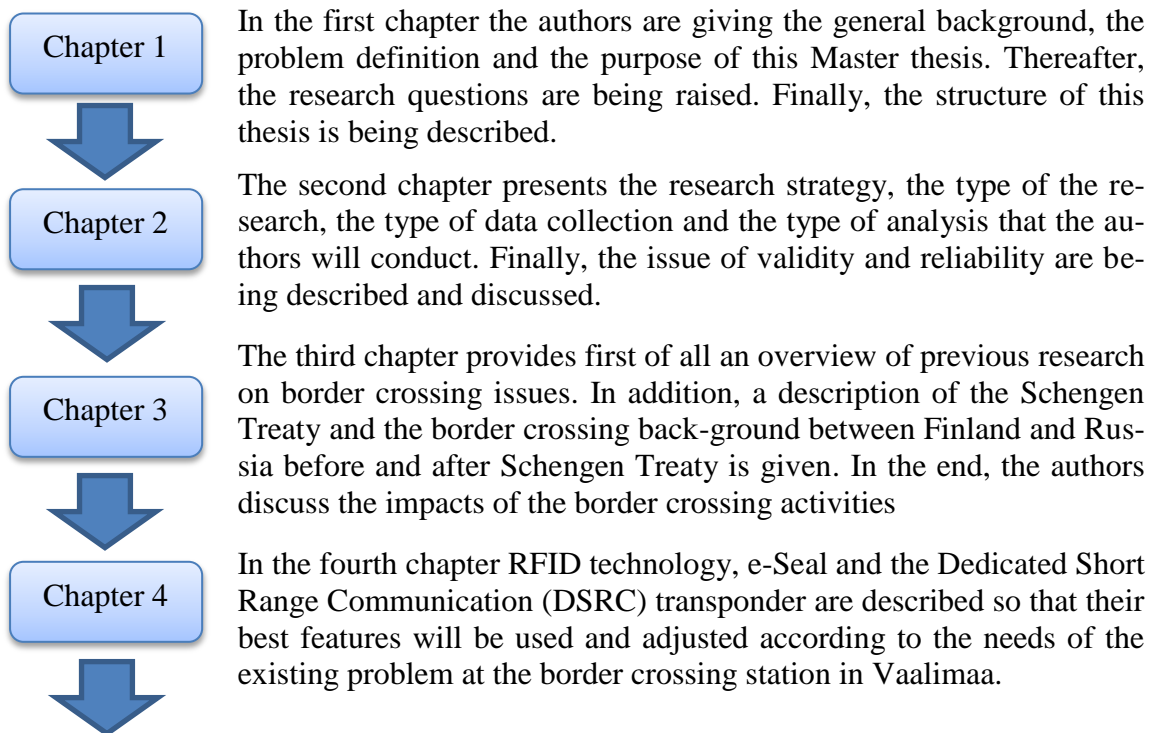 Chapter 1
In the first chapter the authors are giving the general background, the
problem definition and the purpose of this Master thesis. Thereafter,
the research questions are being raised. Finally, the structure of this
thesis is being described.
Chapter 2
The second chapter presents the research strategy, the type of the re-
search, the type of data collection and the type of analysis that the au-
thors will conduct. Finally, the issue of validity and reliability are be-
ing described and discussed.
Chapter 3
The third chapter provides first of all an overview of previous research
on border crossing issues. In addition, a description of the Schengen
Treaty and the border crossing back-ground between Finland and Rus-
sia before and after Schengen Treaty is given. In the end, the authors
discuss the impacts of the border crossing activities
Chapter 4
In the fourth chapter RFID technology, e-Seal and the Dedicated Short
Range Communication (DSRC) transponder are described so that their
best features will be used and adjusted according to the needs of the
existing problem at the border crossing station in Vaalimaa.